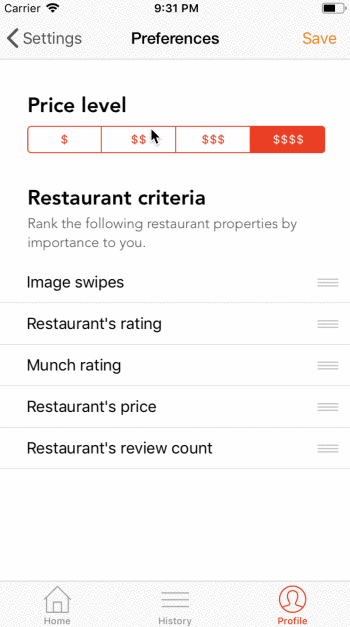 Carrier 9:31 PM
Settings Preferences Save
Price level
$ $$ $$$ $$$$
Restaurant criteria
Rank the following restaurant properties by
importance to you.
Image swipes
Restaurant's rating
Munch rating
Restaurant's price
Restaurant's review count
Home History Profile